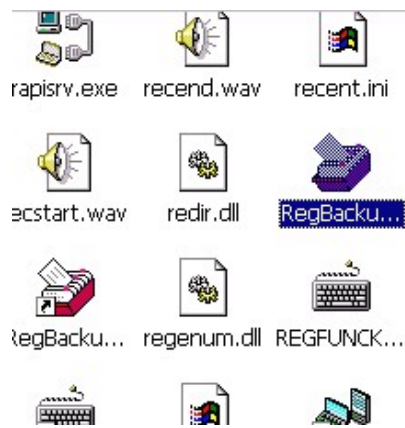 rapisrv.exe recend.wav recent.ini
ecstart.wav redir.dll RegBacku...
RegBacku... regenum.dll REGFUNCK...